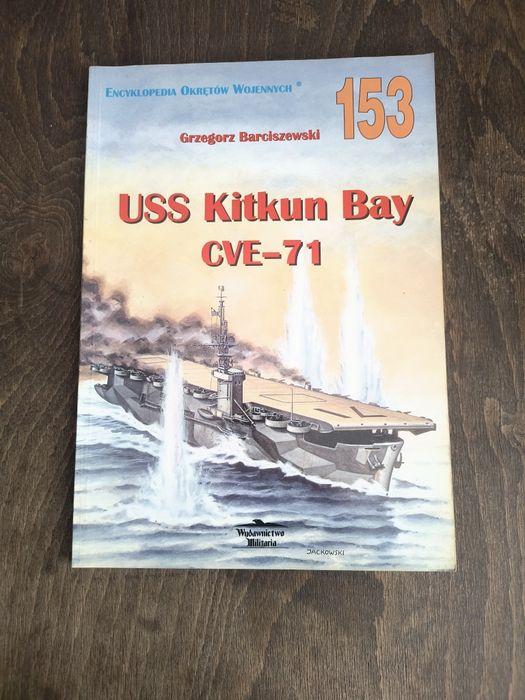 ENCYKLOPEDIA OKRĘTÓW WOJENNYCH ®
153
Grzegorz Barciszewski
USS Kitkun Bay
CVE-71
Wydawnictwo
Militaria
JACKOWSKI